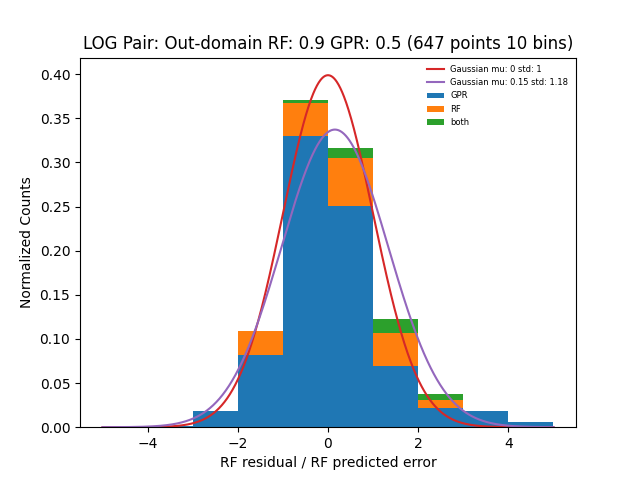 LOG Pair: Out-domain RF: 0.9 GPR: 0.5 (647 points 10 bins)
Gaussian mu: 0 std: 1
Gaussian mu: 0.15 std: 1.18
GPR
RF
both
Normalized Counts
0.40
0.35
0.30
0.25
0.20
0.15
0.10
0.05
0.00
−4 −2 0 2 4
RF residual / RF predicted error